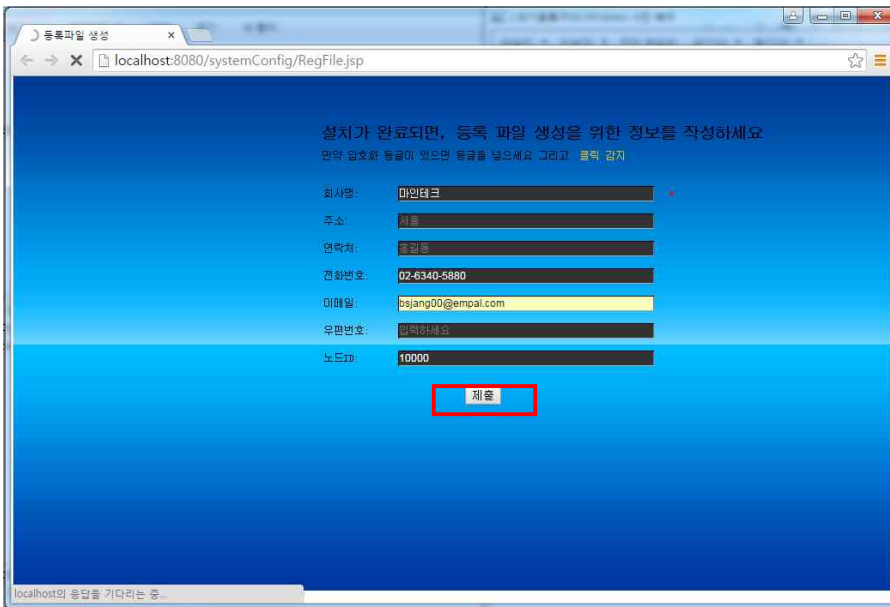 등록파일 생성
localhost:8080/systemConfig/RegFile.jsp
설치가 완료되면, 등록 파일 생성을 위한 정보를 작성하세요
만약 암호화 동글이 있으면 동글을 넣으세요 그리고 클릭 감지
회사명: 마인테크 *
주소: 서울
연락처: 홍길동
전화번호: 02-6340-5880
이메일: bsjang00@empal.com
우편번호: 입력하세요
노드ID: 10000
제출
localhost의 응답을 기다리는 중...